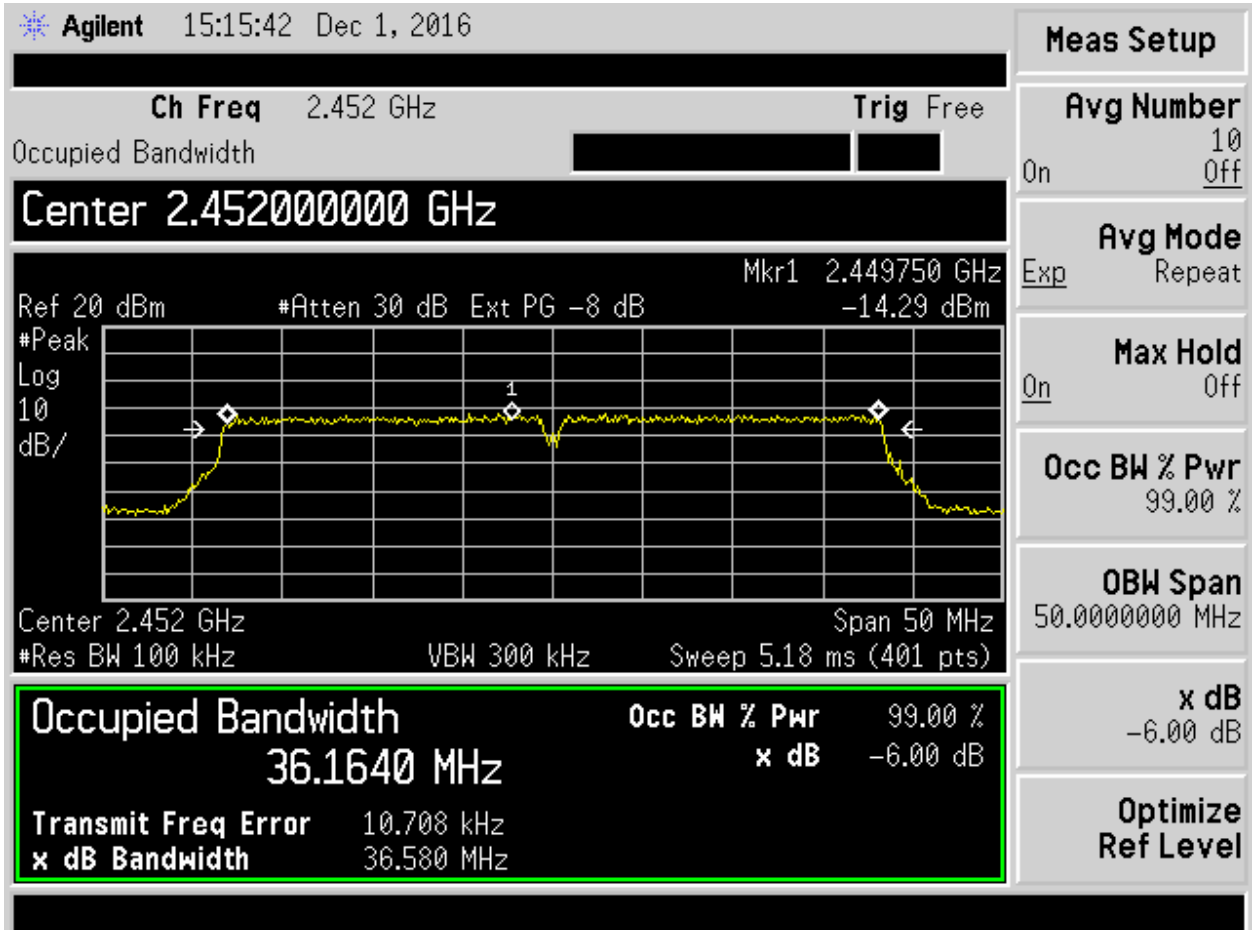 Agilent 15:15:42 Dec 1, 2016
Ch Freq 2.452 GHz Trig Free
Occupied Bandwidth
Center 2.452000000 GHz
Mkr1 2.449750 GHz
Ref 20 dBm #Atten 30 dB Ext PG -8 dB -14.29 dBm
#Peak
Log
10
dB/
1
Center 2.452 GHz Span 50 MHz
#Res BW 100 kHz VBW 300 kHz Sweep 5.18 ms (401 pts)
Occupied Bandwidth
36.1640 MHz
Occ BW % Pwr 99.00 %
x dB -6.00 dB
Transmit Freq Error 10.708 kHz
x dB Bandwidth 36.580 MHz
Meas Setup
Avg Number
10
On Off
Avg Mode
Exp Repeat
Max Hold
On Off
Occ BW % Pwr
99.00 %
OBW Span
50.0000000 MHz
x dB
-6.00 dB
Optimize
Ref Level